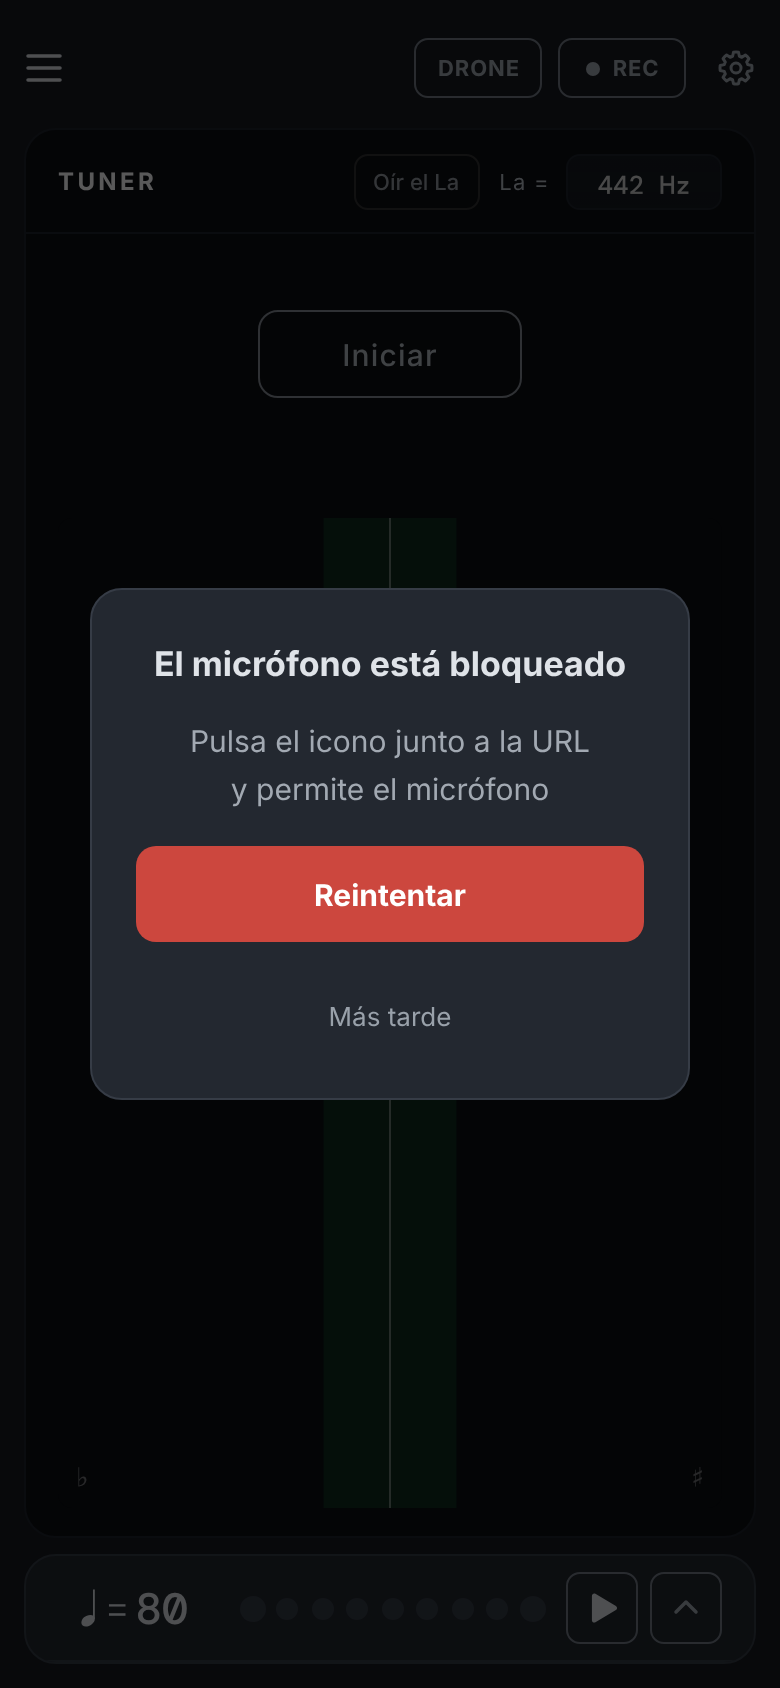 DRONE
REC
TUNER
Oír el La
La =
442 Hz
Iniciar
El micrófono está bloqueado
Pulsa el icono junto a la URL
y permite el micrófono
Reintentar
Más tarde
♭
♯
♩ = 80